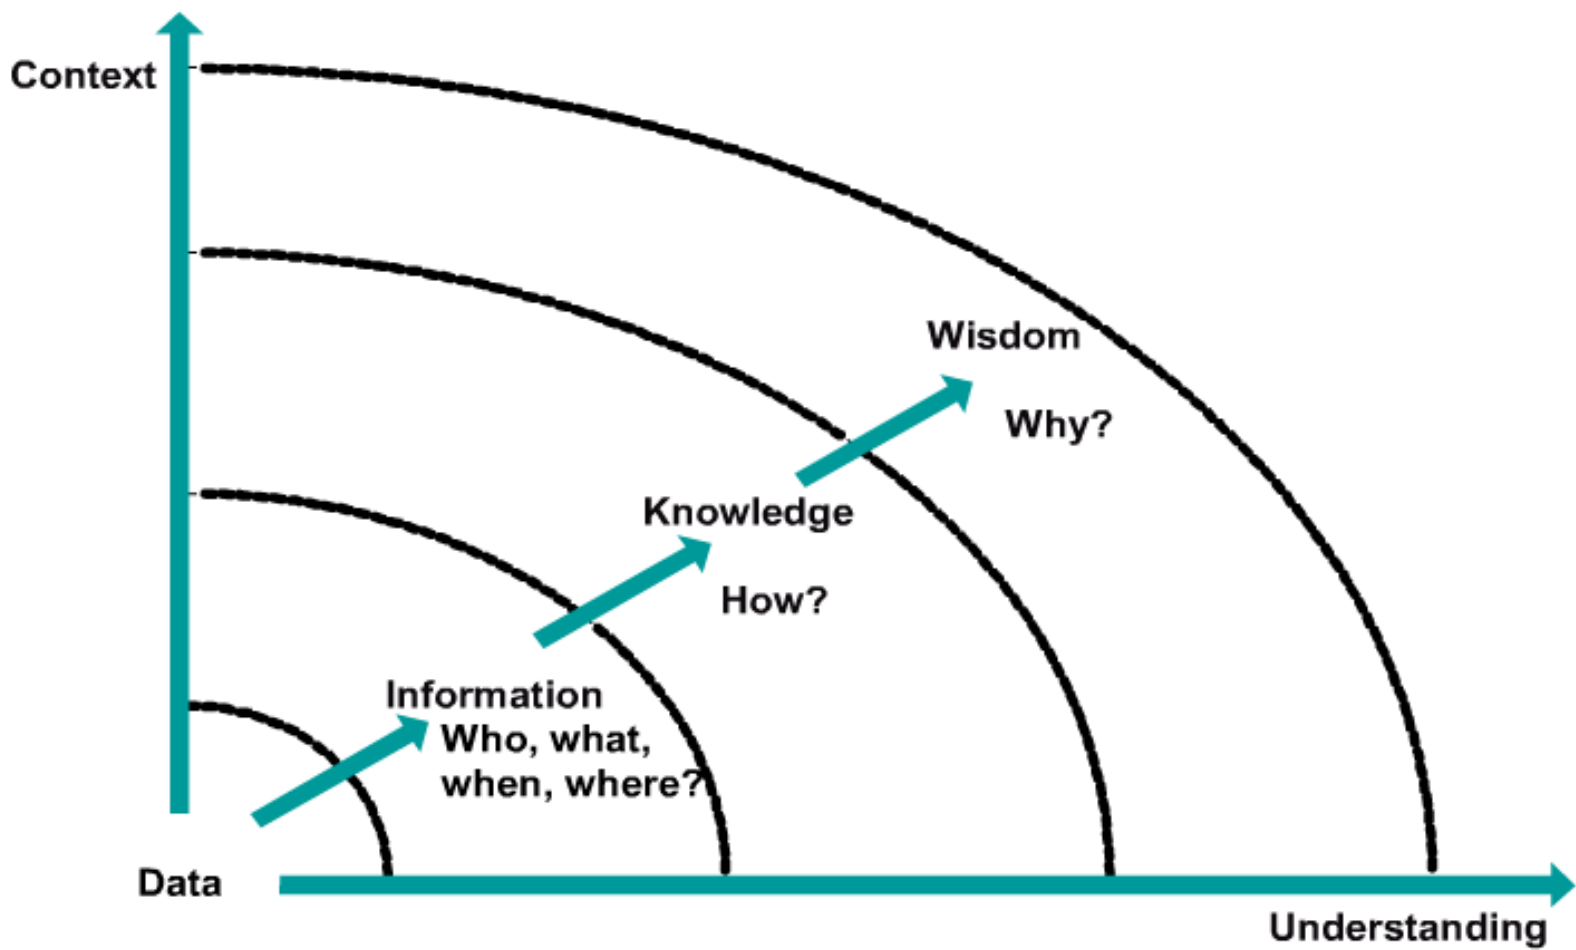 Context
Wisdom
Why?
Knowledge
How?
Information
Who, what,
when, where?
Data
Understanding